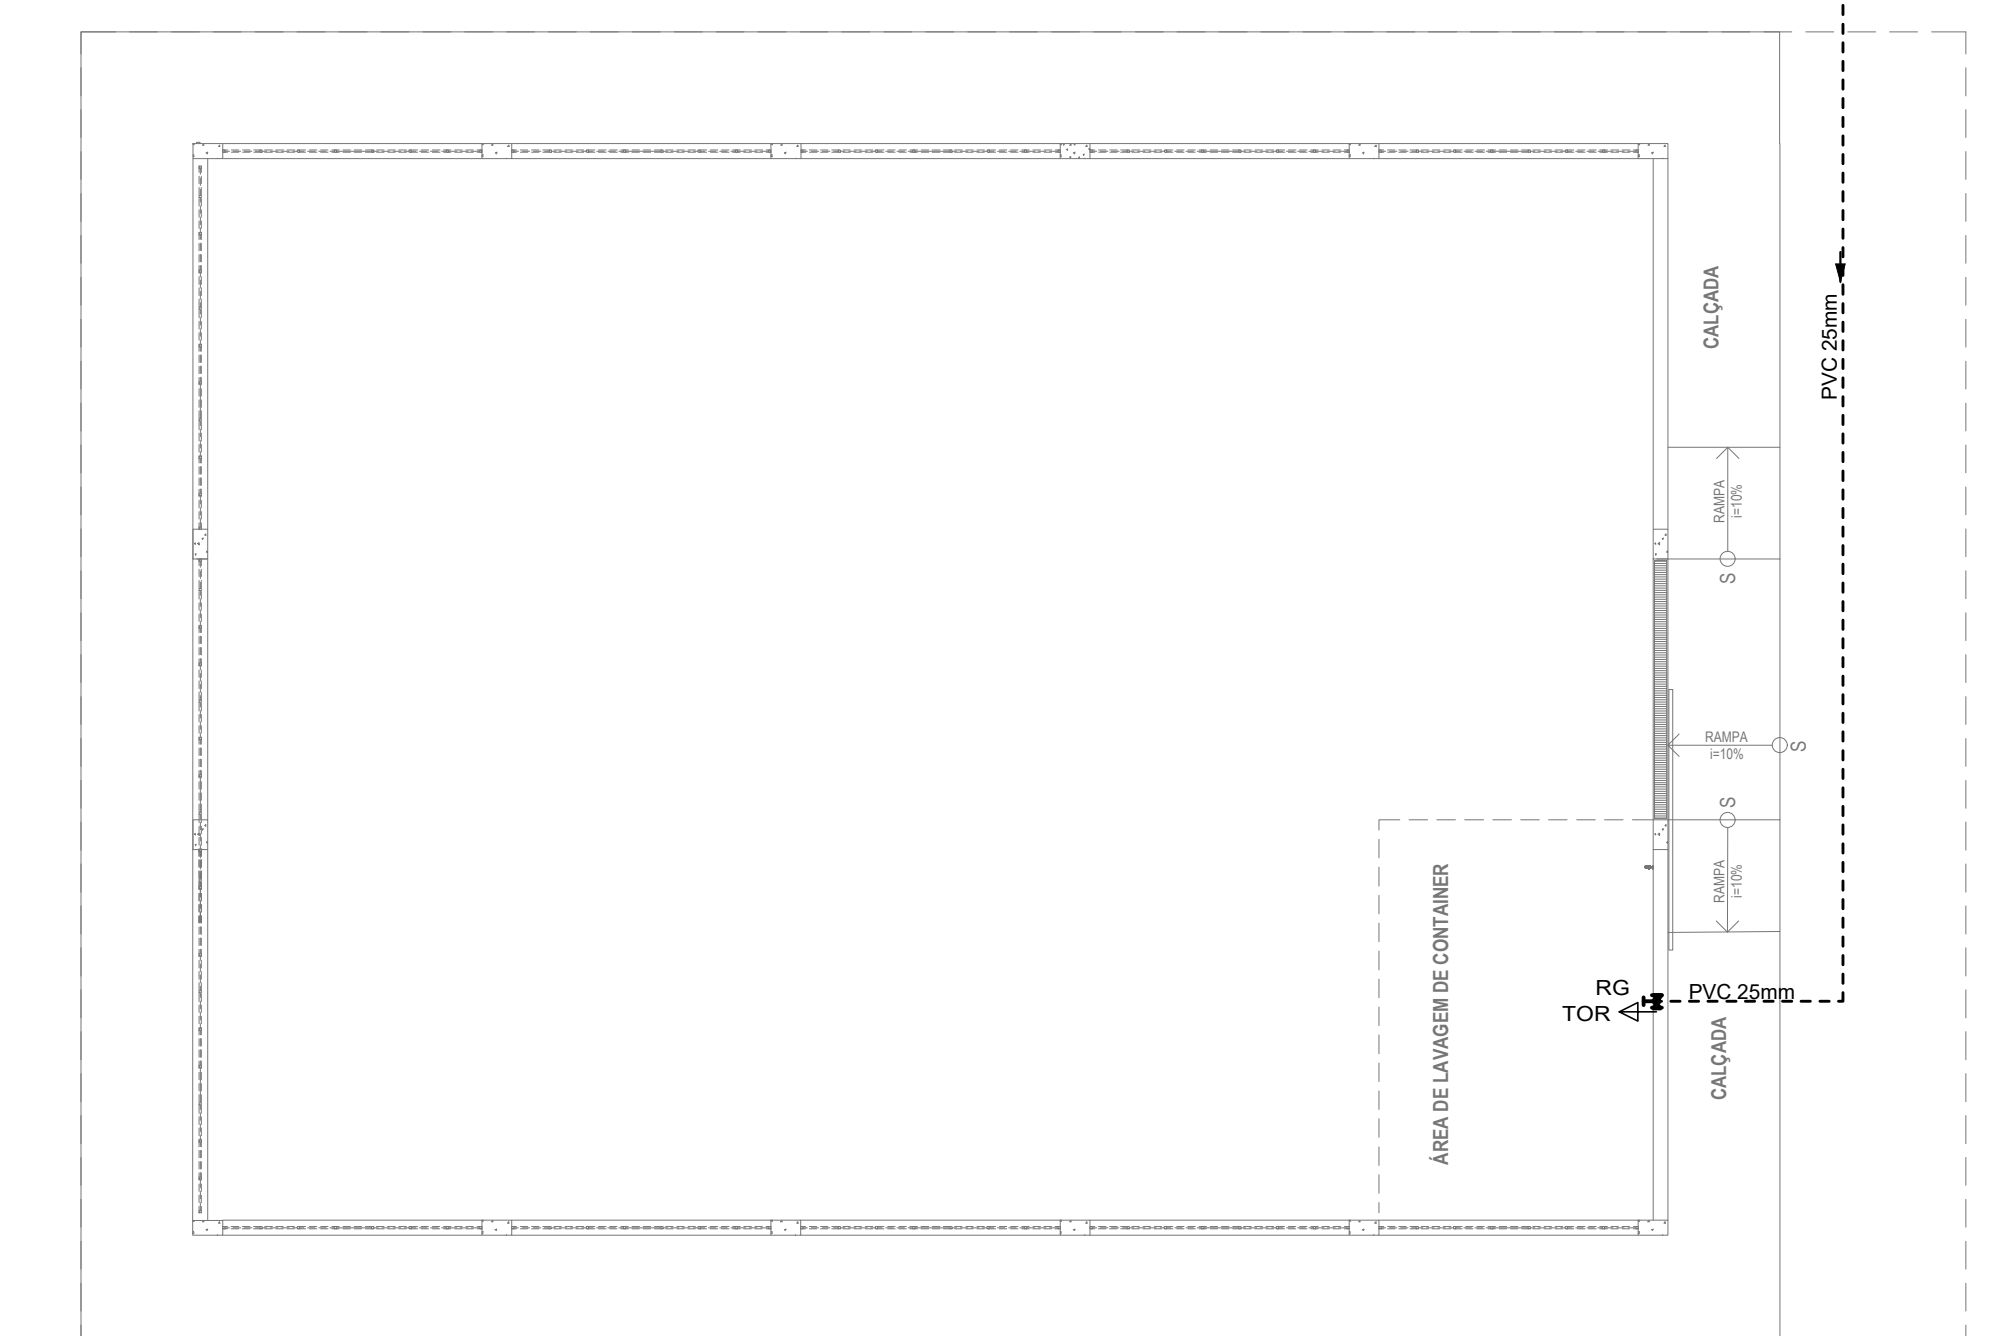 CALÇADA
PVC 25mm
RAMPA
i=10%
S
RAMPA
i=10%
S
S
RAMPA
i=10%
ÁREA DE LAVAGEM DE CONTAINER
RG
PVC 25mm
TOR
CALÇADA